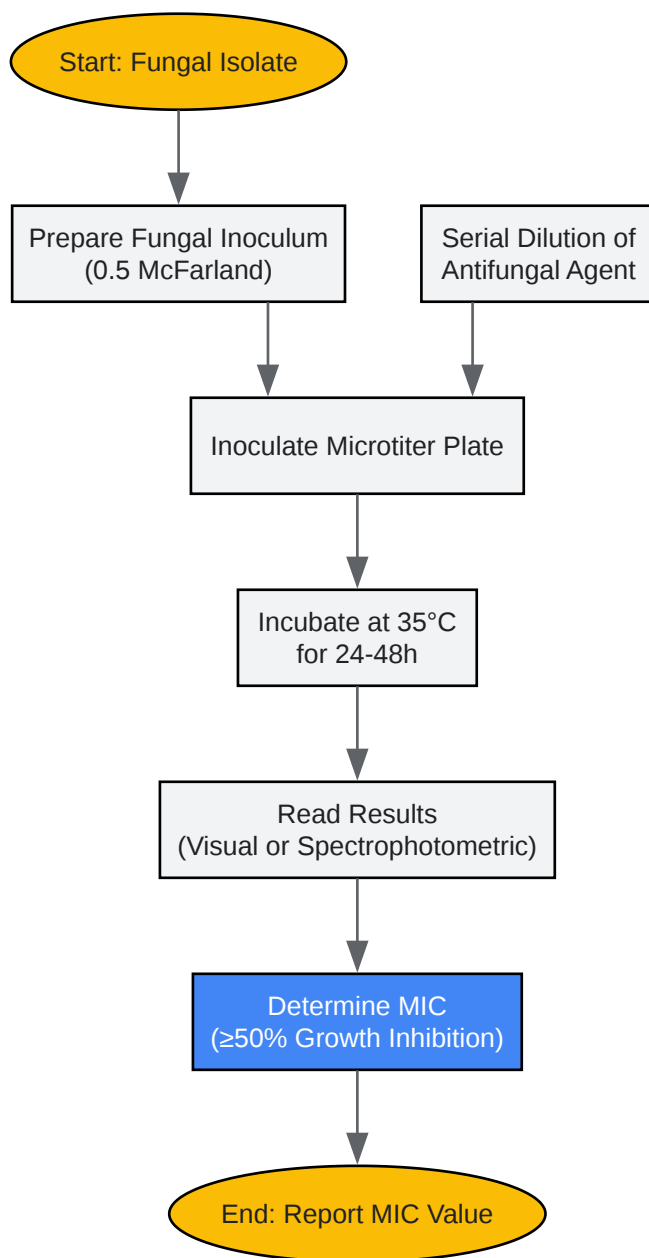 Start: Fungal Isolate
Prepare Fungal Inoculum
(0.5 McFarland)
Serial Dilution of
Antifungal Agent
Inoculate Microtiter Plate
Incubate at 35°C
for 24-48h
Read Results
(Visual or Spectrophotometric)
Determine MIC
(≥50% Growth Inhibition)
End: Report MIC Value